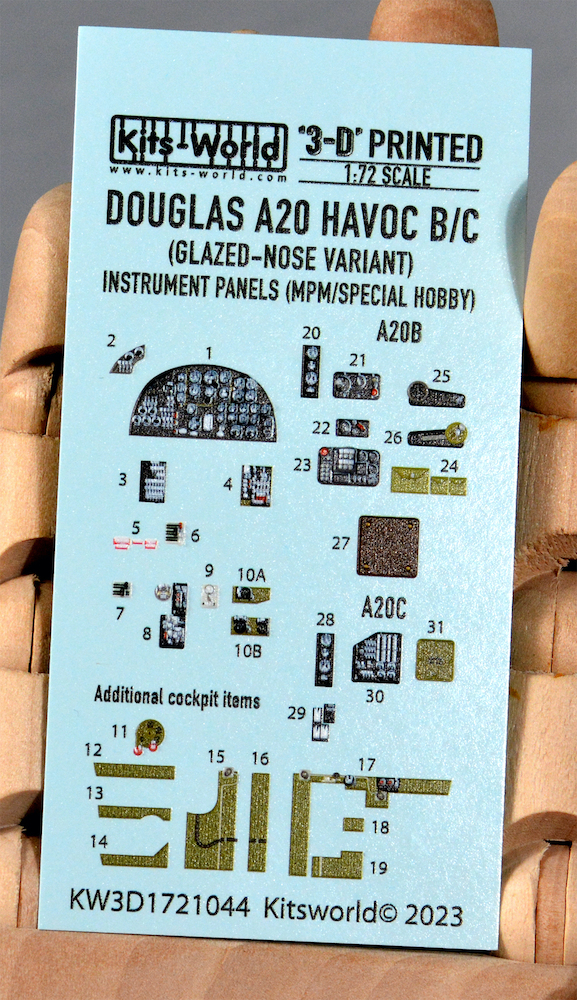 Kits-World
www.kits-world.com
'3-D' PRINTED
1:72 SCALE
DOUGLAS A20 HAVOC B/C
(GLAZED-NOSE VARIANT)
INSTRUMENT PANELS (MPM/SPECIAL HOBBY)
A20B
2
1
20
21
25
22
26
3
4
23
24
5
6
27
7
8
9
10A
10B
A20C
28
30
31
29
Additional cockpit items
11
12
15
16
17
13
18
14
19
KW3D1721044 Kitsworld© 2023